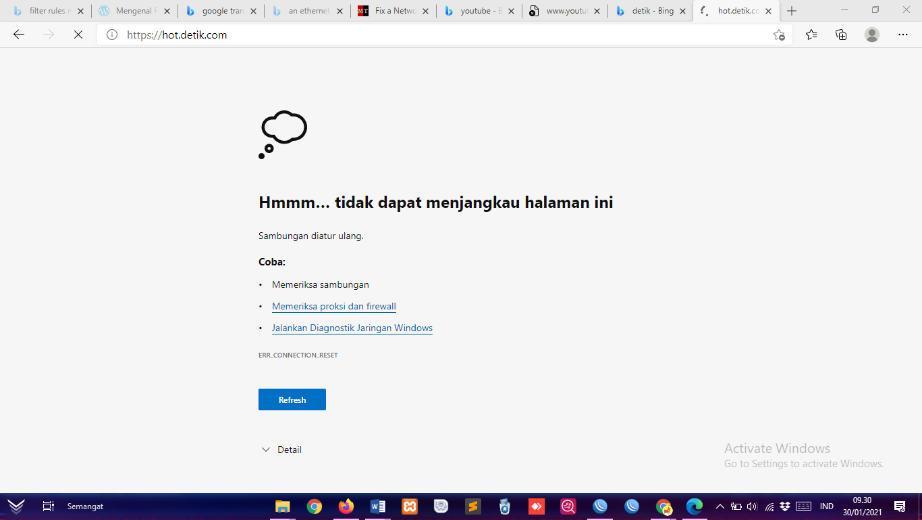 filter rules m
Mengenal F
google tran
an ethernet
Fix a Netwo
youtube - B
www.youtu
detik - Bing
hot.detik.co
https://hot.detik.com
Hmmm... tidak dapat menjangkau halaman ini
Sambungan diatur ulang.
Coba:
• Memeriksa sambungan
• Memeriksa proksi dan firewall
• Jalankan Diagnostik Jaringan Windows
ERR_CONNECTION_RESET
Refresh
Detail
Activate Windows
Go to Settings to activate Windows.
Semangat
IND
09.30
30/01/2021